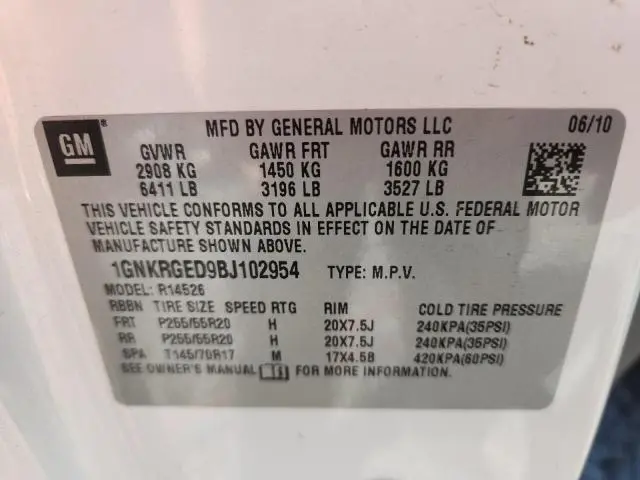 GM® MFD BY GENERAL MOTORS LLC 06/10
GVWR GAWR FRT GAWR RR
2908 KG 1450 KG 1600 KG
6411 LB 3196 LB 3527 LB
THIS VEHICLE CONFORMS TO ALL APPLICABLE U.S. FEDERAL MOTOR
VEHICLE SAFETY STANDARDS IN EFFECT ON THE DATE OF
MANUFACTURE SHOWN ABOVE.
1GNKRGED9BJ102954 TYPE: M.P.V.
MODEL: R14526
RBBN TIRE SIZE SPEED RTG RIM COLD TIRE PRESSURE
FRT P255/55R20 H 20X7.5J 240KPA(35PSI)
RR P255/55R20 H 20X7.5J 240KPA(35PSI)
SPA T145/70R17 M 17X4.5B 420KPA(60PSI)
SEE OWNER'S MANUAL FOR MORE INFORMATION.